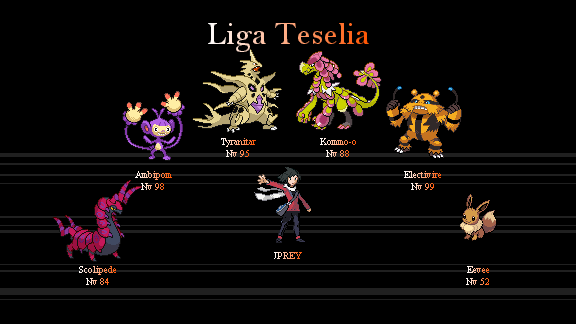 Liga Teselia
Tyranitar
Nv 95
Kommo-o
Nv 88
Ambipom
Nv 98
Electivire
Nv 99
JPREY
Scolipede
Nv 84
Eevee
Nv 52